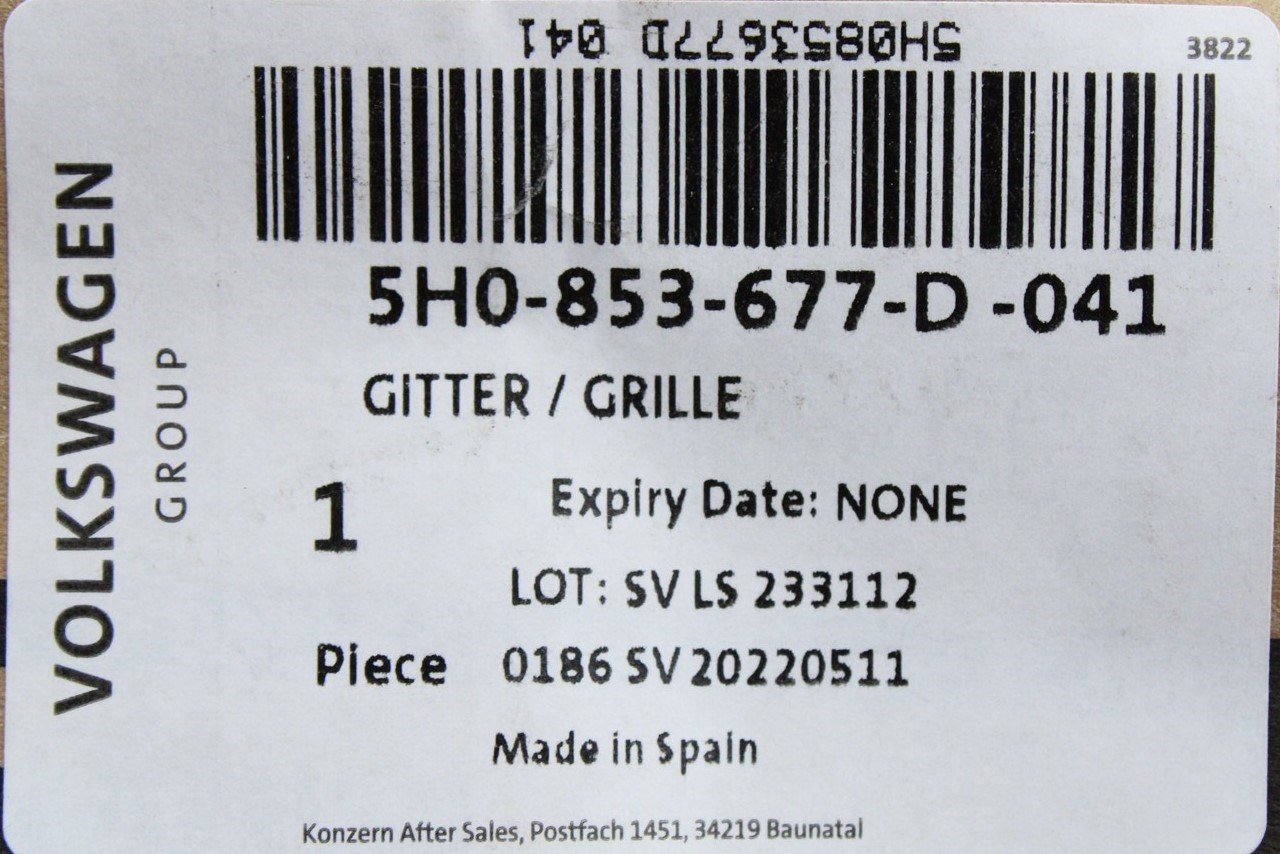 5H0853677D 041
3822
5H0-853-677-D -041
GITTER / GRILLE
1
Expiry Date: NONE
LOT: SV LS 233112
Piece 0186 SV 20220511
Made in Spain
Konzern After Sales, Postfach 1451, 34219 Baunatal
VOLKSWAGEN
GROUP